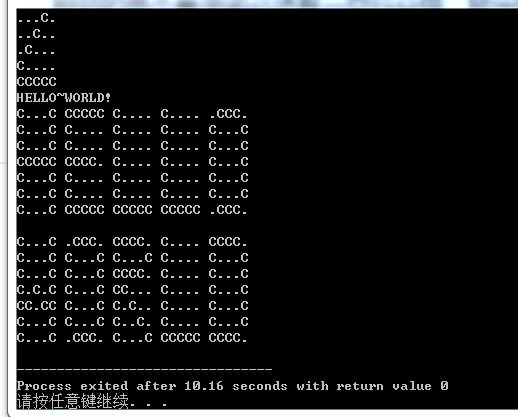 ...C.
..C..
.C...
C....
CCCCC
HELLO~WORLD!
C...C CCCCC C.... C.... .CCC.
C...C C.... C.... C.... C...C
C...C C.... C.... C.... C...C
CCCCC CCCC. C.... C.... C...C
C...C C.... C.... C.... C...C
C...C C.... C.... C.... C...C
C...C CCCCC CCCCC CCCCC .CCC.
C...C .CCC. CCCC. C.... CCCC.
C...C C...C C...C C.... C...C
C...C C...C CCCC. C.... C...C
C.C.C C...C CC... C.... C...C
CC.CC C...C C.C.. C.... C...C
C...C C...C C..C. C.... C...C
C...C .CCC. C...C CCCCC CCCC.
--------------------------------
Process exited after 10.16 seconds with return value 0
请按任意键继续. . .